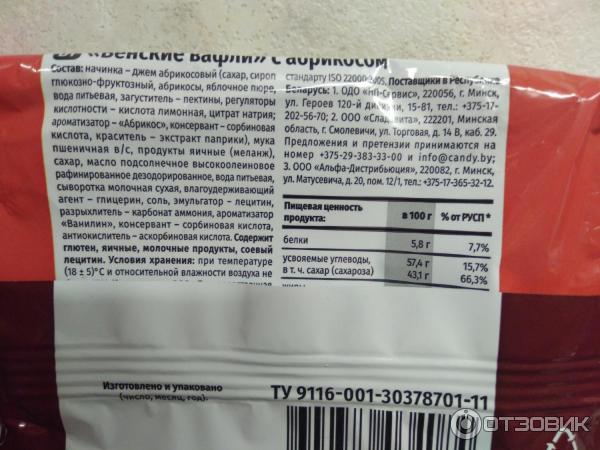 «Венские вафли» с абрикосом
Состав: начинка – джем абрикосовый (сахар, сироп
глюкозно-фруктозный, абрикосы, яблочное пюре,
вода питьевая, загуститель – пектины, регуляторы
кислотности – кислота лимонная, цитрат натрия;
ароматизатор – «Абрикос», консервант – сорбиновая
кислота, краситель – экстракт паприки), мука
пшеничная в/с, продукты яичные (меланж),
сахар, масло подсолнечное высокоолеиновое
рафинированное дезодорированное, вода питьевая,
сыворотка молочная сухая, влагоудерживающий
агент – глицерин, соль, эмульгатор – лецитин,
разрыхлитель – карбонат аммония, ароматизатор
«Ванилин», консервант – сорбиновая кислота,
антиокислитель – аскорбиновая кислота. Содержит
глютен, яичные, молочные продукты, соевый
лецитин. Условия хранения: при температуре
(18 ± 5)°С и относительной влажности воздуха не
стандарту ISO 22000:2005. Поставщики в Республике
Беларусь: 1. ОДО «НП-Сервис», 220056, г. Минск,
ул. Героев 120-й дивизии, 15-81, тел.: +375-17-
202-56-70; 2. ООО «Сладвита», 222201, Минская
область, г. Смолевичи, ул. Торговая, д. 14 В, каб. 29.
Предложения и претензии принимаются на
номер +375-29-383-33-00 и info@candy.by;
3. ООО «Альфа-Дистрибьюция», 220082, г. Минск,
ул. Матусевича, д. 20, пом. 12/1, тел.: +375-17-365-32-12.
Пищевая ценность продукта: в 100 г % от РУСП *
белки 5,8 г 7,7%
усвояемые углеводы, 57,4 г 15,7%
в т. ч. сахар (сахароза) 43,1 г 66,3%
жиры
Изготовлено и упаковано
(число, месяц, год):
ТУ 9116-001-30378701-11
ОТЗОВИК